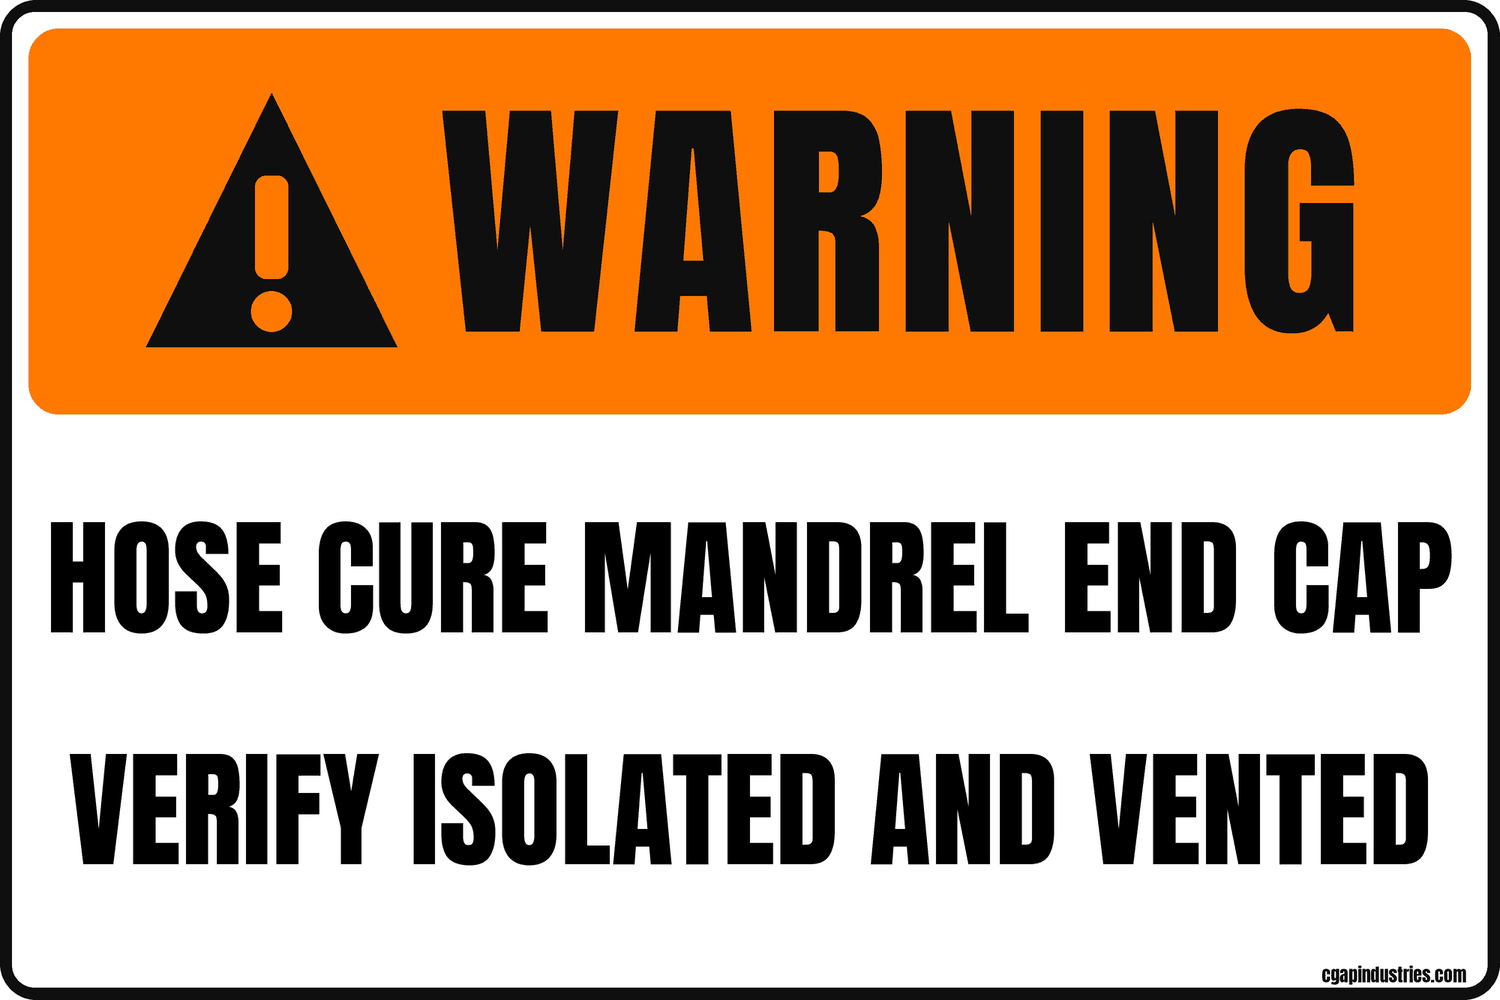 WARNING
HOSE CURE MANDREL END CAP
VERIFY ISOLATED AND VENTED
cgapindustries.com